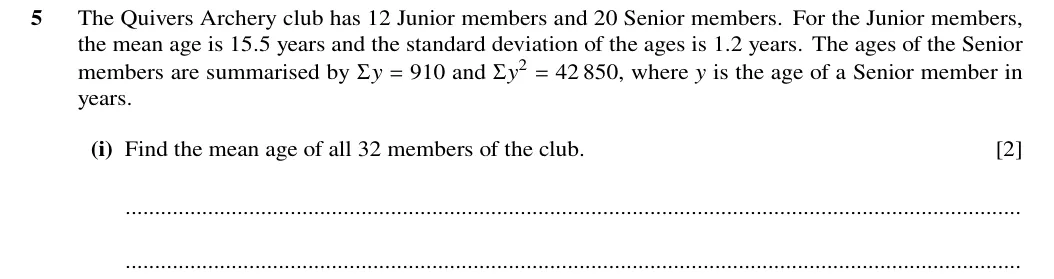 5 The Quivers Archery club has 12 Junior members and 20 Senior members. For the Junior members,
the mean age is 15.5 years and the standard deviation of the ages is 1.2 years. The ages of the Senior
members are summarised by Σy = 910 and Σy² = 42 850, where y is the age of a Senior member in
years.
(i) Find the mean age of all 32 members of the club. [2]